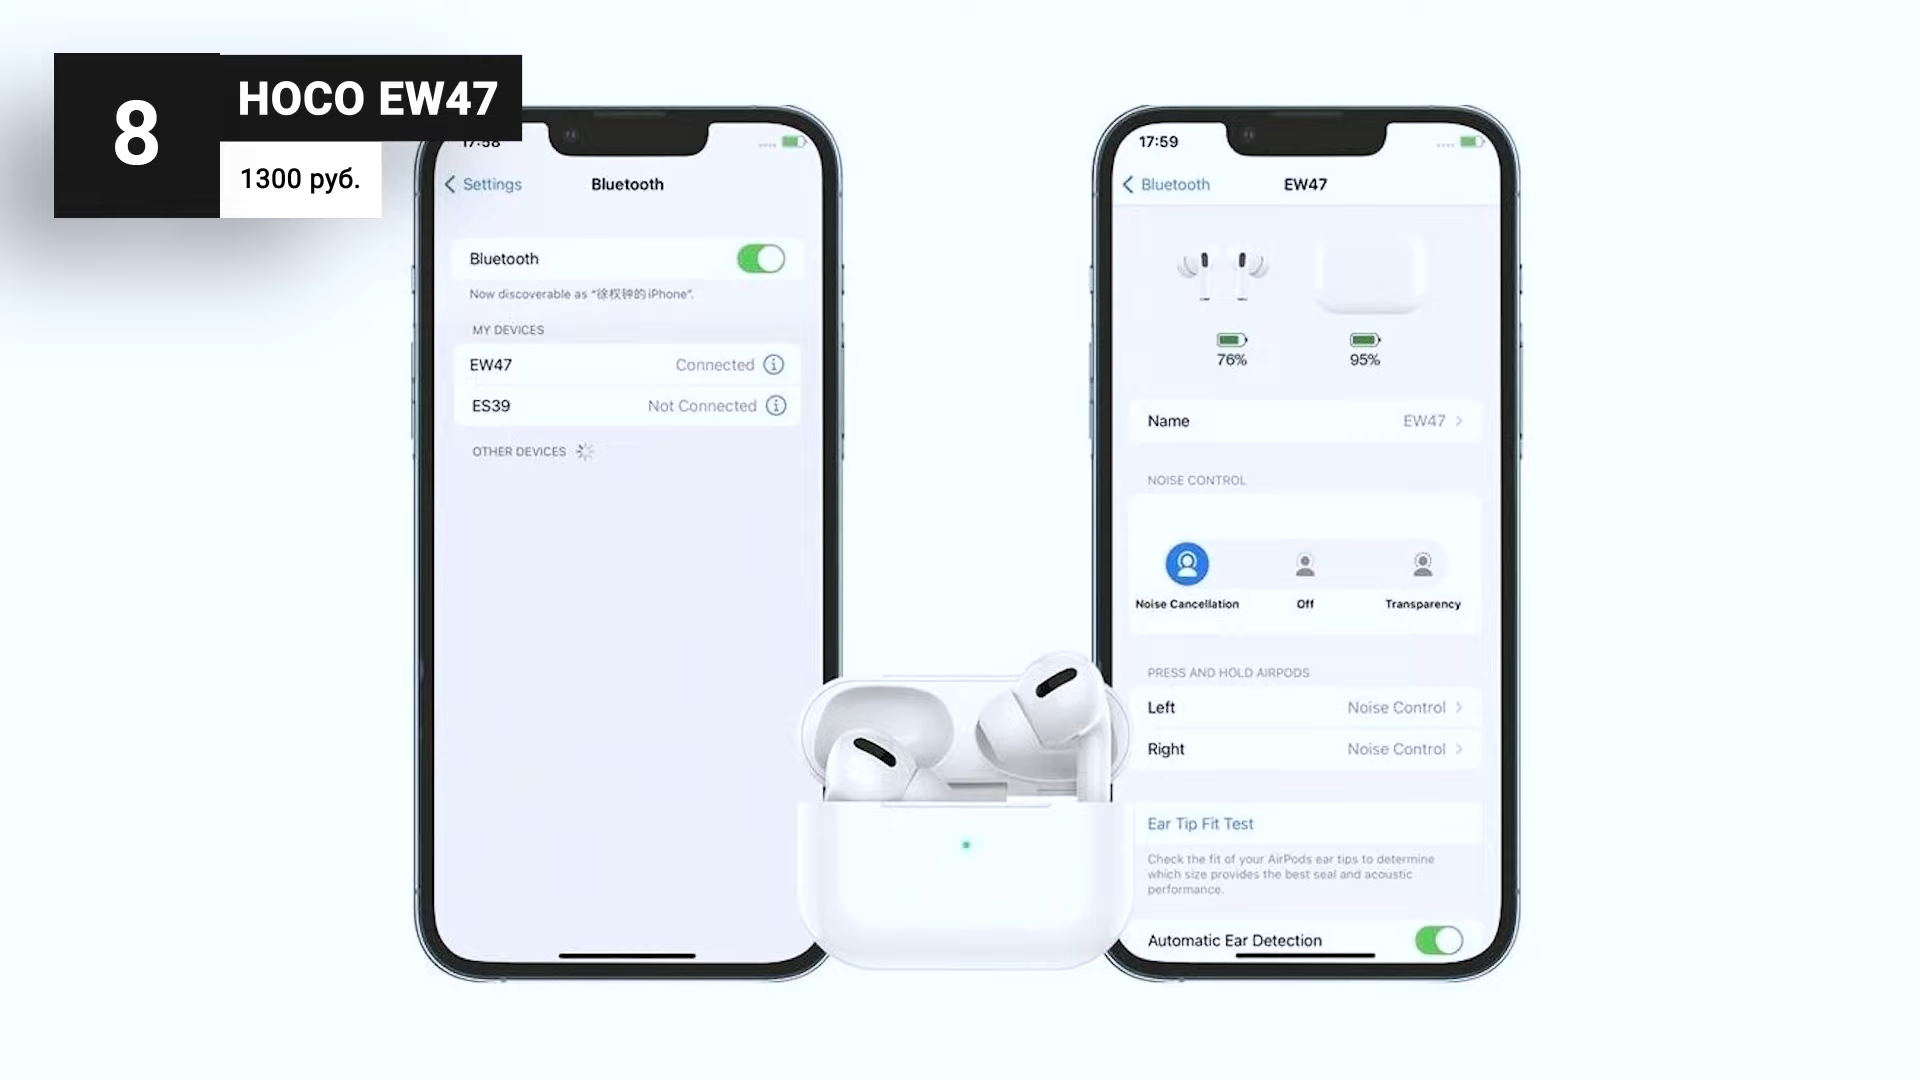 8
HOCO EW47
1300 руб.
17:58
Settings
Bluetooth
Bluetooth
Now discoverable as “徐权钟的 iPhone”.
MY DEVICES
EW47 Connected
ES39 Not Connected
OTHER DEVICES
17:59
Bluetooth
EW47
76% 95%
Name EW47
NOISE CONTROL
Noise Cancellation Off Transparency
PRESS AND HOLD AIRPODS
Left Noise Control
Right Noise Control
Ear Tip Fit Test
Check the fit of your AirPods ear tips to determine
which size provides the best seal and acoustic
performance.
Automatic Ear Detection